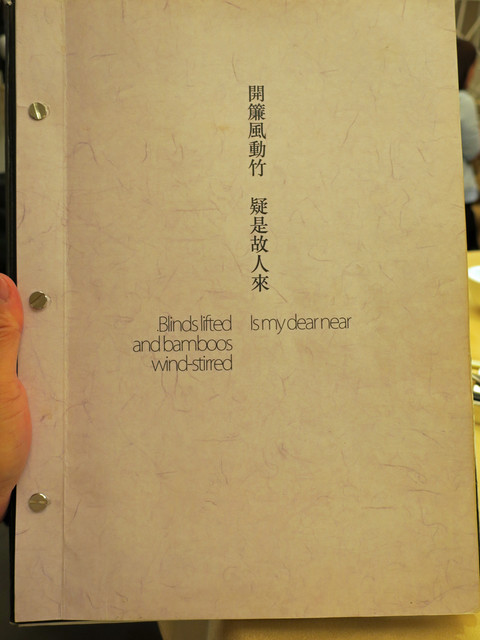 開簾風動竹　疑是故人來
.Blinds lifted
and bamboos
wind-stirred
Is my dear near